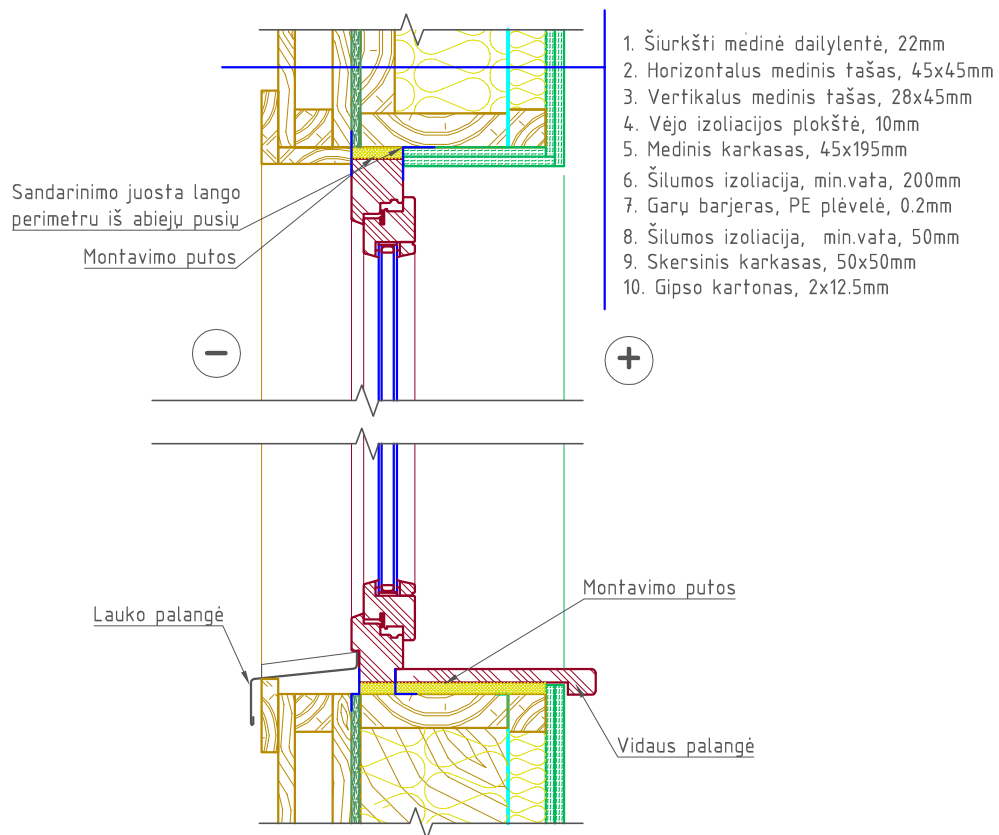 1. Šiurkšti medinė dailylentė, 22mm
2. Horizontalus medinis tašas, 45x45mm
3. Vertikalus medinis tašas, 28x45mm
4. Vėjo izoliacijos plokštė, 10mm
5. Medinis karkasas, 45x195mm
6. Šilumos izoliacija, min.vata, 200mm
7. Garų barjeras, PE plėvelė, 0.2mm
8. Šilumos izoliacija, min.vata, 50mm
9. Skersinis karkasas, 50x50mm
10. Gipso kartonas, 2x12.5mm
Sandarinimo juosta lango
perimetru iš abiejų pusių
Montavimo putos
−
+
Montavimo putos
Lauko palangė
Vidaus palangė